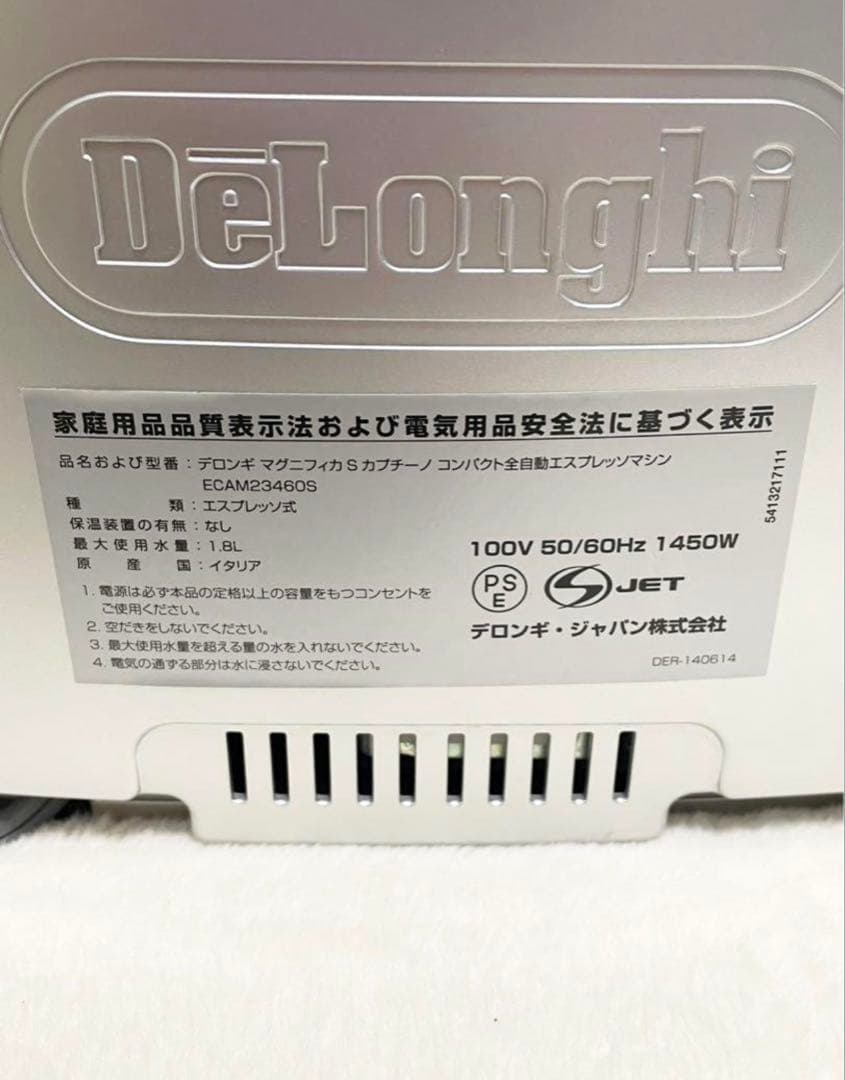 DēLonghi
家庭用品品質表示法および電気用品安全法に基づく表示
品名および型番：デロンギ マグニフィカ S カプチーノ コンパクト全自動エスプレッソマシン
ECAM23460S
種　　　　　類：エスプレッソ式
保温装置の有無：なし
最大使用水量：1.8L
原　産　国：イタリア
1. 電源は必ず本品の定格以上の容量をもつコンセントを
ご使用ください。
2. 空だきをしないでください。
3. 最大使用水量を超える量の水を入れないでください。
4. 電気の通ずる部分は水に浸さないでください。
100V 50/60Hz 1450W
PS
E
JET
デロンギ・ジャパン株式会社
DER-140614
5413217111